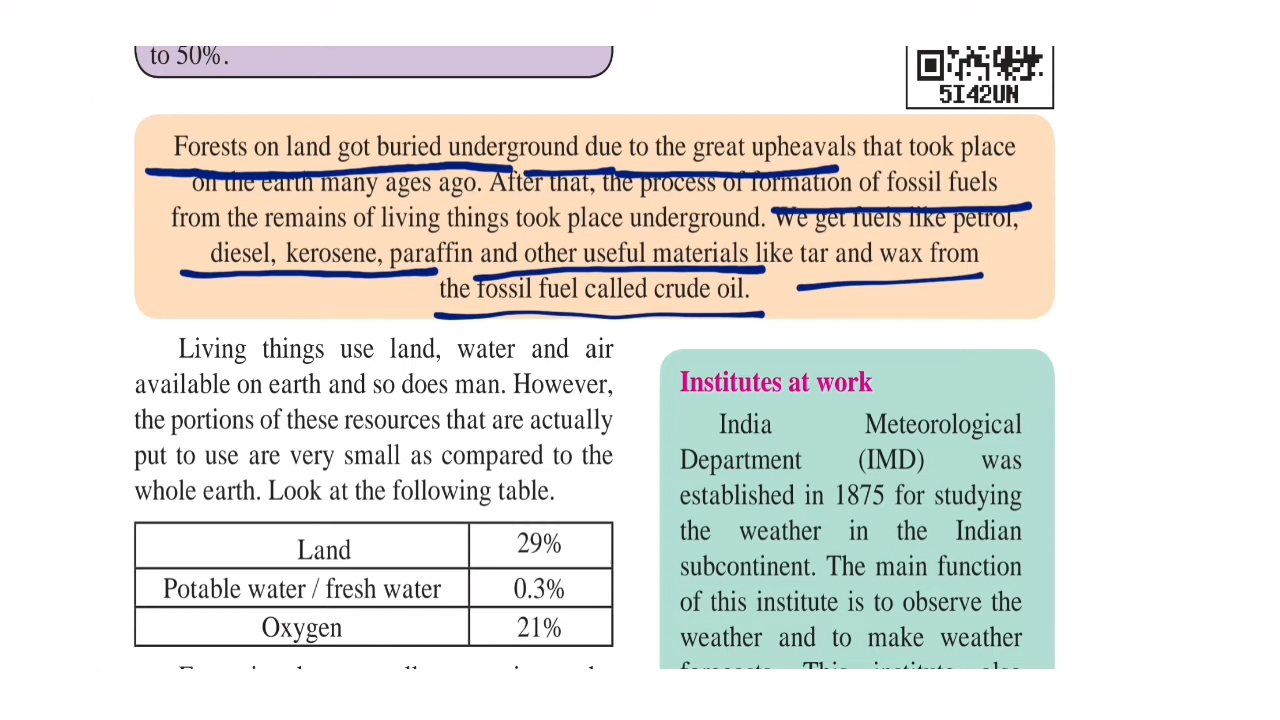 to 50%.
5I42UN
Forests on land got buried underground due to the great upheavals that took place
on the earth many ages ago. After that, the process of formation of fossil fuels
from the remains of living things took place underground. We get fuels like petrol,
diesel, kerosene, paraffin and other useful materials like tar and wax from
the fossil fuel called crude oil.
Living things use land, water and air
available on earth and so does man. However,
the portions of these resources that are actually
put to use are very small as compared to the
whole earth. Look at the following table.
Land 29%
Potable water / fresh water 0.3%
Oxygen 21%
Institutes at work
India Meteorological
Department (IMD) was
established in 1875 for studying
the weather in the Indian
subcontinent. The main function
of this institute is to observe the
weather and to make weather
forecasts. This institute also